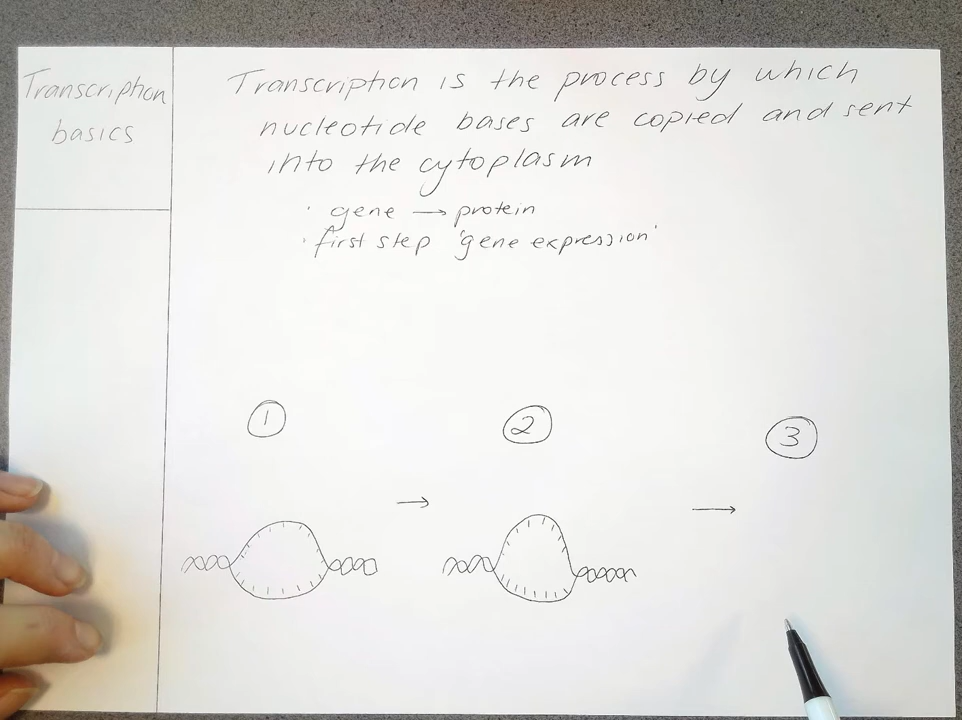 Transcription
basics
Transcription is the process by which
nucleotide bases are copied and sent
into the cytoplasm
· gene → protein
· first step 'gene expression'
1
2
3
→
→